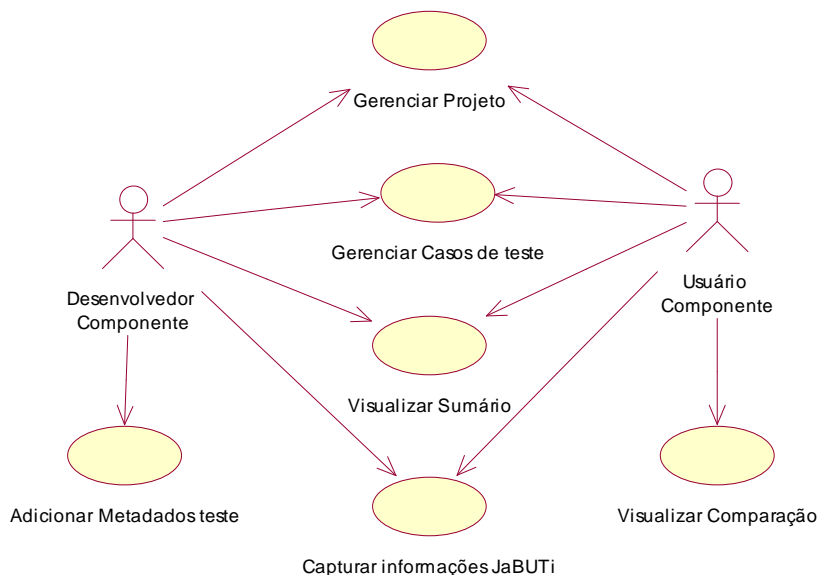 Gerenciar Projeto
Gerenciar Casos de teste
Desenvolvedor
Componente
Usuário
Componente
Visualizar Sumário
Adicionar Metadados teste
Visualizar Comparação
Capturar informações JaBUTi